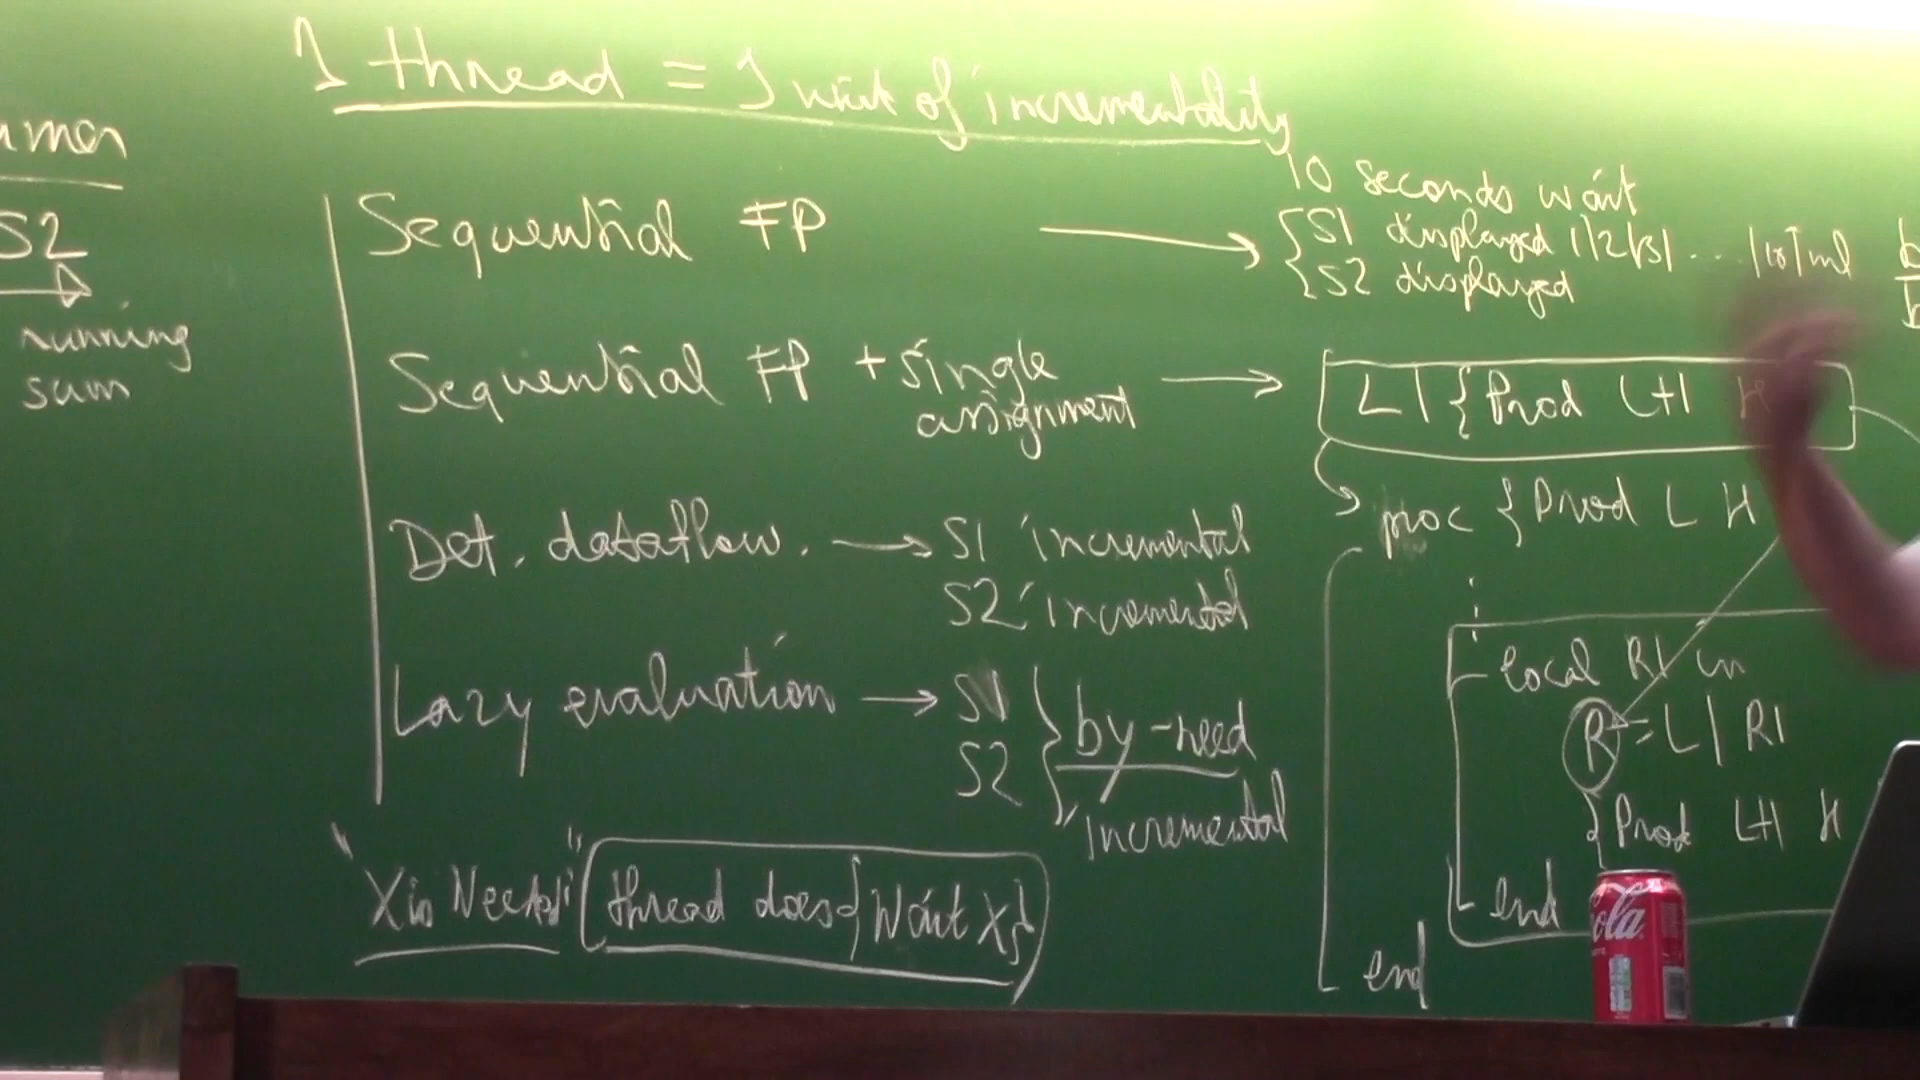 1 thread = 1 unit of incrementality
umer
S2
running
sum
Sequential FP
10 seconds wait
S1 displayed 1|2|3| ... |10|nil
S2 displayed
Sequential FP + single
assignment
L | {Prod L+1 H
Det. dataflow. → S1 incremental
S2 incremental
proc {Prod L H
Lazy evaluation → S1
S2
by-need
incremental
local R1 in
R = L | R1
{Prod L+1 H
end
end
"X is Needed" (thread does {Wait X})
Cola